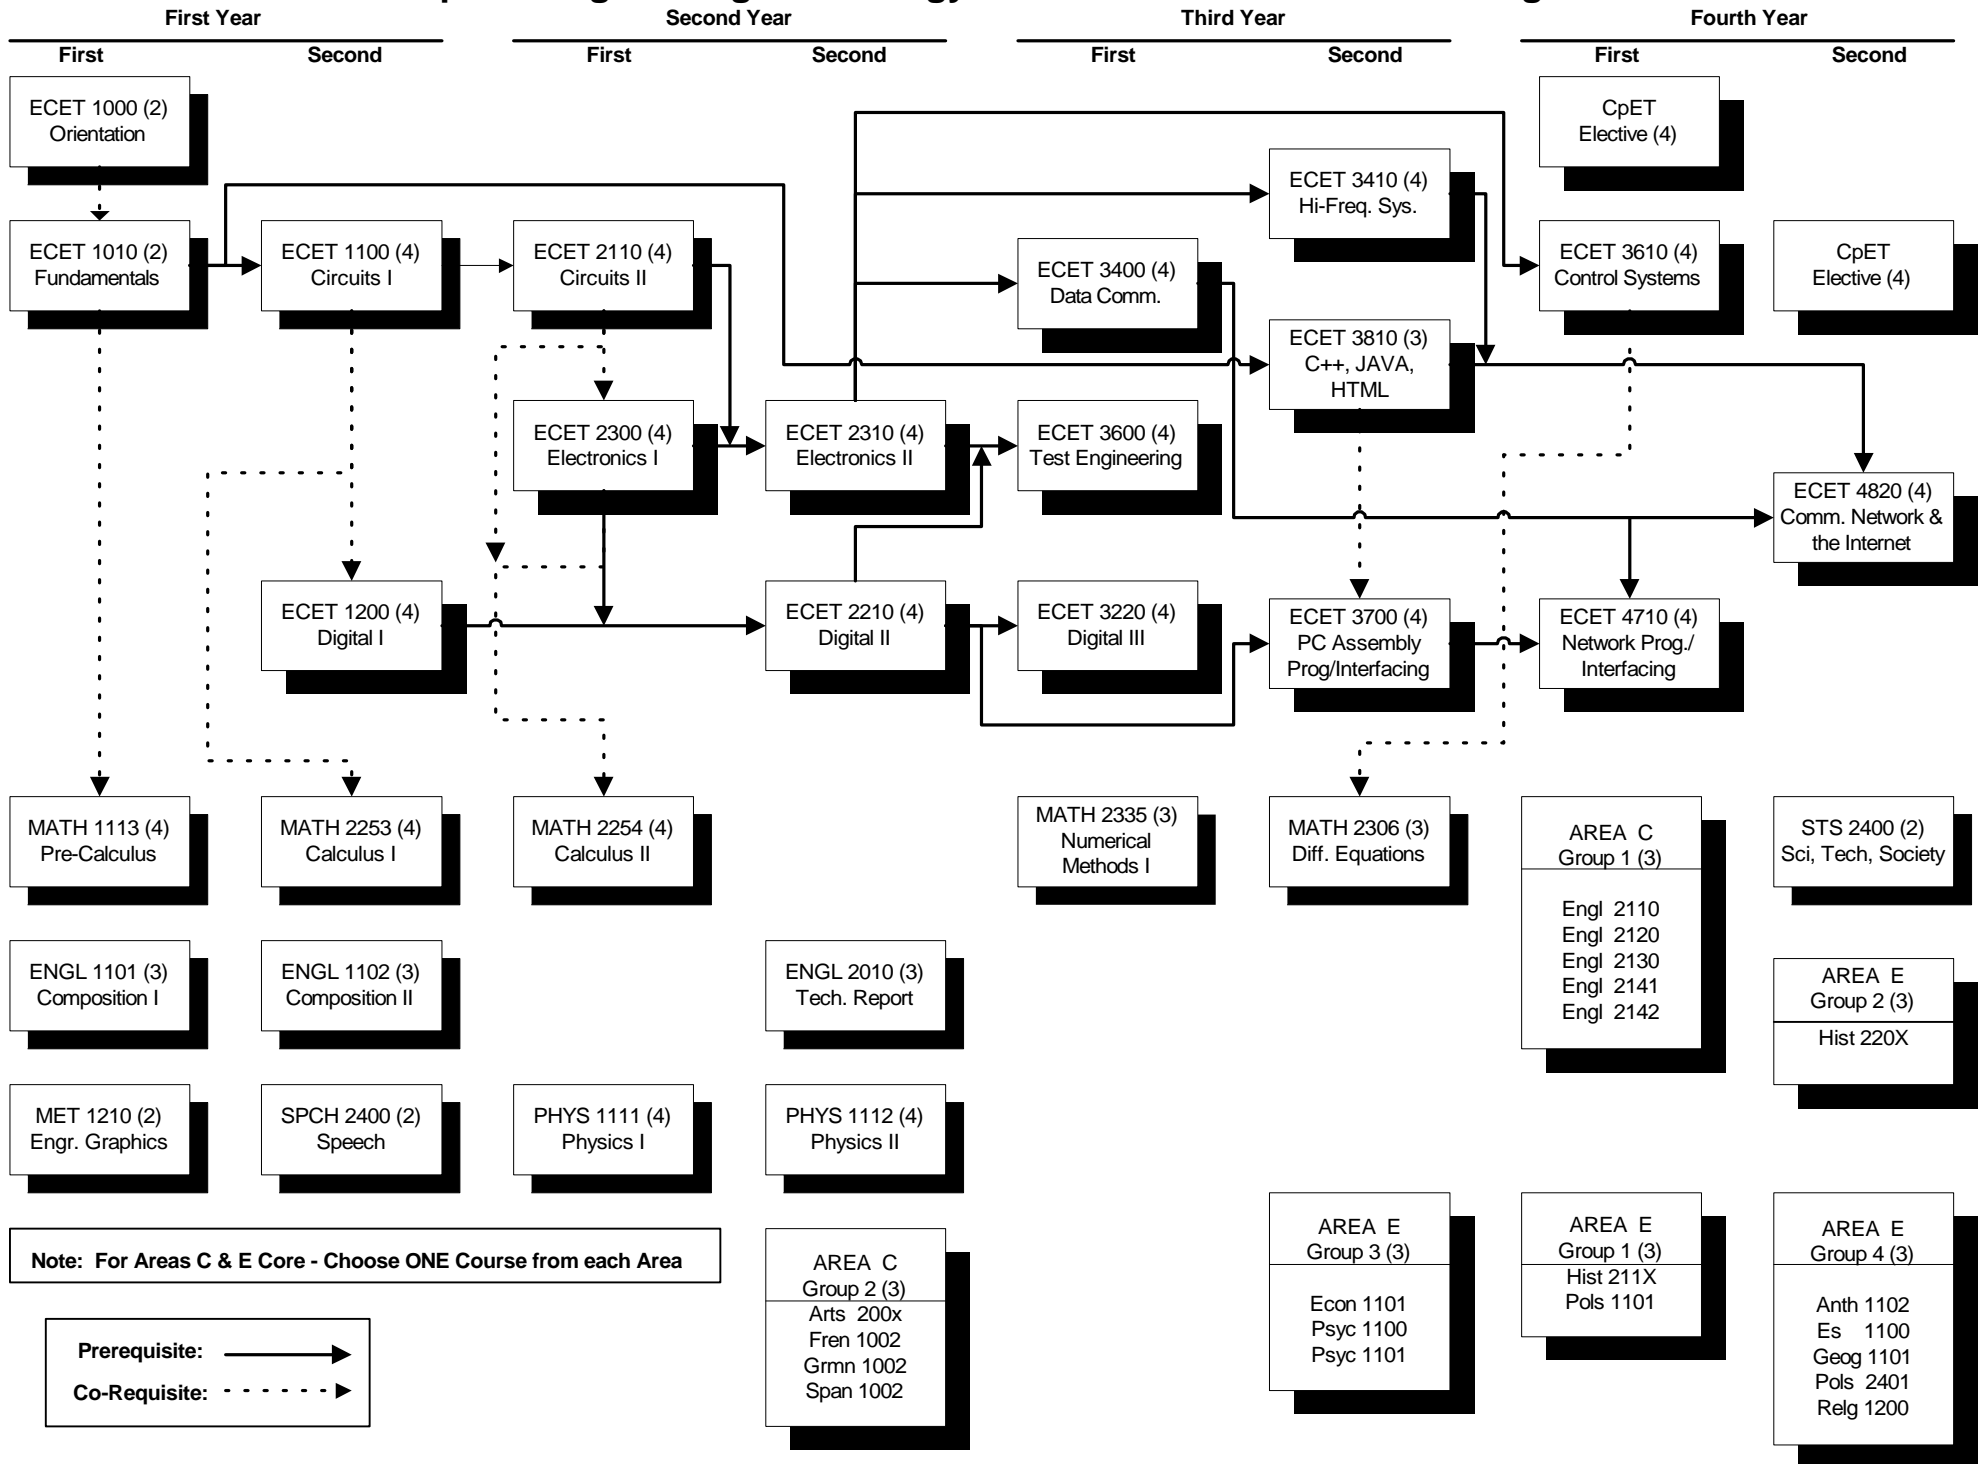 First Year
Second Year
Third Year
Fourth Year
First
Second
First
Second
First
Second
First
Second
ECET 1000 (2)
Orientation
CpET
Elective (4)
ECET 3410 (4)
Hi-Freq. Sys.
ECET 1010 (2)
Fundamentals
ECET 1100 (4)
Circuits I
ECET 2110 (4)
Circuits II
ECET 3400 (4)
Data Comm.
ECET 3610 (4)
Control Systems
CpET
Elective (4)
ECET 3810 (3)
C++, JAVA,
HTML
ECET 2300 (4)
Electronics I
ECET 2310 (4)
Electronics II
ECET 3600 (4)
Test Engineering
ECET 4820 (4)
Comm. Network &
the Internet
ECET 1200 (4)
Digital I
ECET 2210 (4)
Digital II
ECET 3220 (4)
Digital III
ECET 3700 (4)
PC Assembly
Prog/Interfacing
ECET 4710 (4)
Network Prog./
Interfacing
MATH 1113 (4)
Pre-Calculus
MATH 2253 (4)
Calculus I
MATH 2254 (4)
Calculus II
MATH 2335 (3)
Numerical
Methods I
MATH 2306 (3)
Diff. Equations
AREA C
Group 1 (3)
Engl 2110
Engl 2120
Engl 2130
Engl 2141
Engl 2142
STS 2400 (2)
Sci, Tech, Society
ENGL 1101 (3)
Composition I
ENGL 1102 (3)
Composition II
ENGL 2010 (3)
Tech. Report
AREA E
Group 2 (3)
Hist 220X
MET 1210 (2)
Engr. Graphics
SPCH 2400 (2)
Speech
PHYS 1111 (4)
Physics I
PHYS 1112 (4)
Physics II
Note: For Areas C & E Core - Choose ONE Course from each Area
AREA C
Group 2 (3)
Arts 200x
Fren 1002
Grmn 1002
Span 1002
AREA E
Group 3 (3)
Econ 1101
Psyc 1100
Psyc 1101
AREA E
Group 1 (3)
Hist 211X
Pols 1101
AREA E
Group 4 (3)
Anth 1102
Es 1100
Geog 1101
Pols 2401
Relg 1200
Prerequisite:
Co-Requisite: